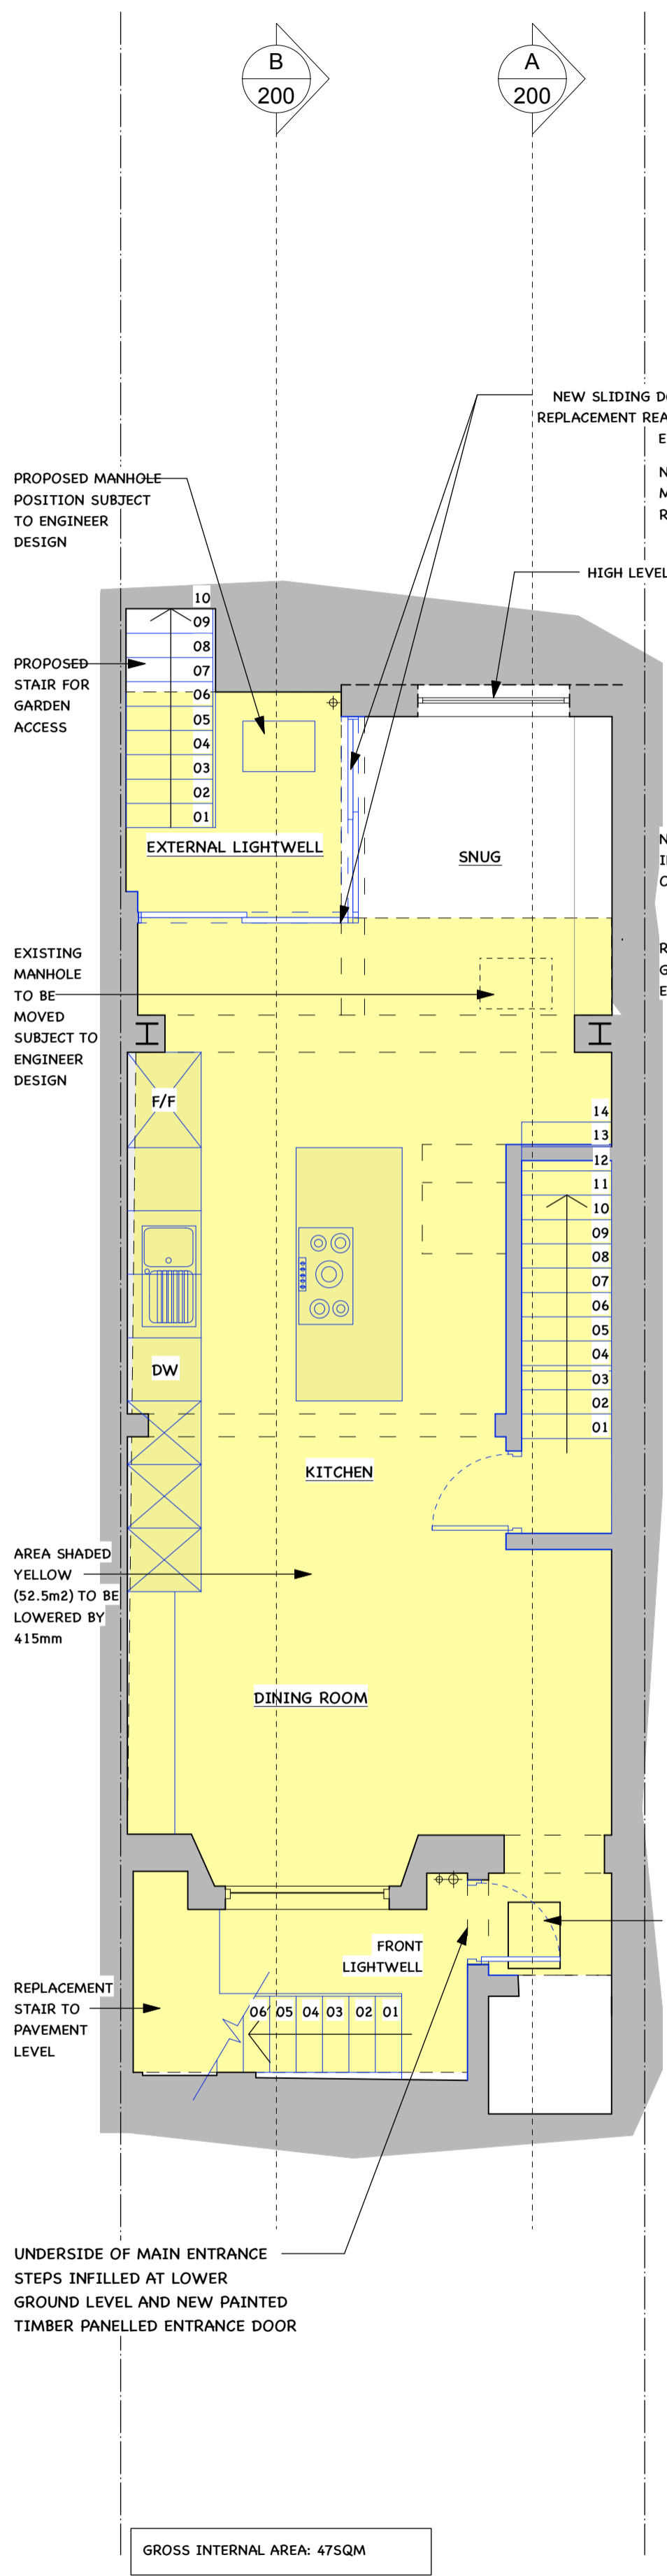 B
200
A
200
NEW SLIDING
REPLACEMENT
HIGH LEVEL
PROPOSED MANHOLE
POSITION SUBJECT
TO ENGINEER
DESIGN
10
09
08
07
06
05
04
03
02
01
PROPOSED
STAIR FOR
GARDEN
ACCESS
EXTERNAL LIGHTWELL
SNUG
EXISTING
MANHOLE
TO BE
MOVED
SUBJECT TO
ENGINEER
DESIGN
F/F
14
13
12
11
10
09
08
07
06
05
04
03
02
01
DW
KITCHEN
AREA SHADED
YELLOW
(52.5m2) TO BE
LOWERED BY
415mm
DINING ROOM
FRONT
LIGHTWELL
REPLACEMENT
STAIR TO
PAVEMENT
LEVEL
06 05 04 03 02 01
UNDERSIDE OF MAIN ENTRANCE
STEPS INFILLED AT LOWER
GROUND LEVEL AND NEW PAINTED
TIMBER PANELLED ENTRANCE DOOR
GROSS INTERNAL AREA: 47SQM